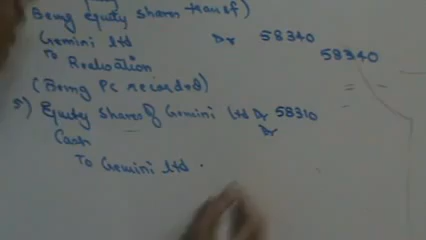 Being equity shares transf)
Gemini Ltd Dr 58340
58340
To Realisation
(Being PC recorded)
5) Equity Shares of Gemini Ltd Dr 58310
Cash Dr
To Gemini Ltd .